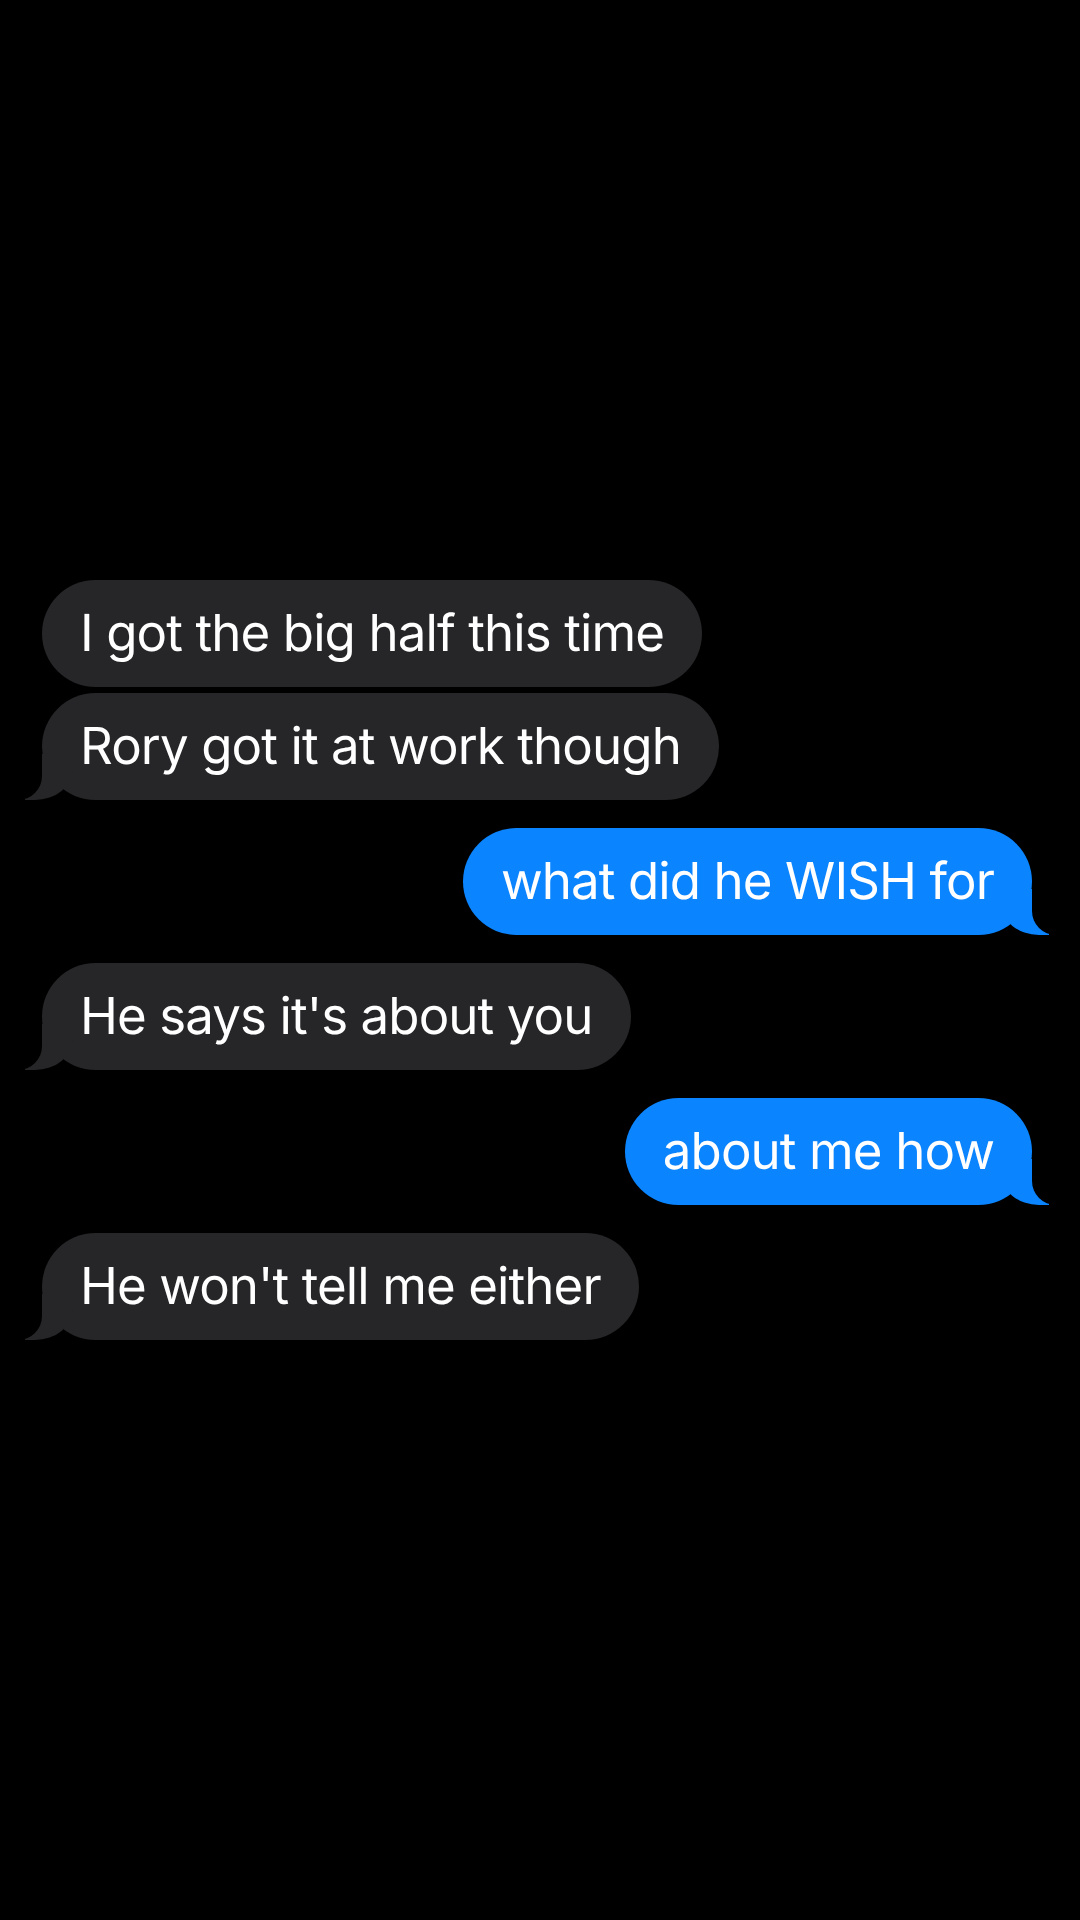 I got the big half this time
Rory got it at work though
what did he WISH for
He says it's about you
about me how
He won't tell me either